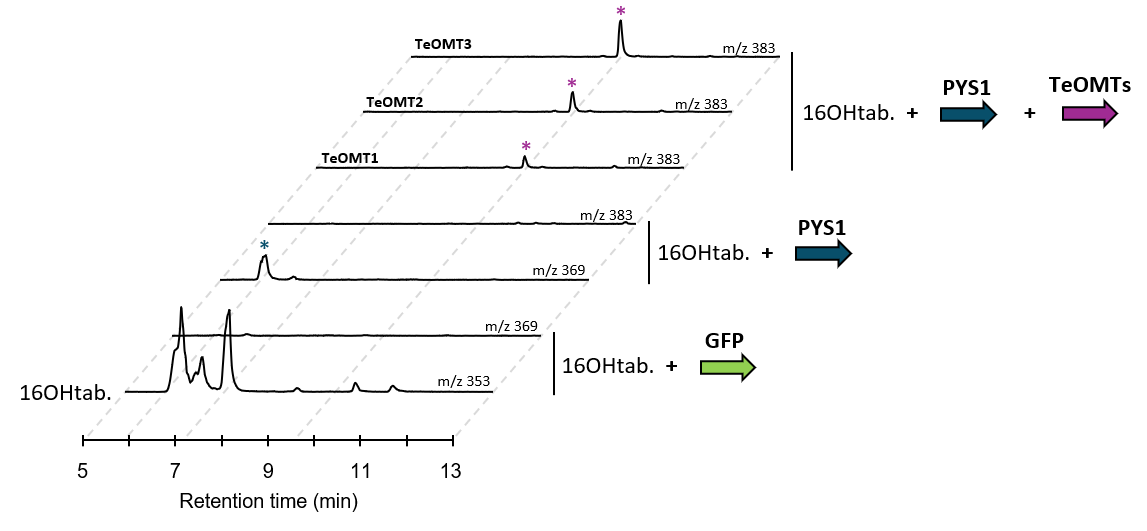 *
TeOMT3
m/z 383
*
TeOMT2
m/z 383
16OHtab. + PYS1 + TeOMTs
*
TeOMT1
m/z 383
m/z 383
*
16OHtab. + PYS1
m/z 369
m/z 369
16OHtab. + GFP
16OHtab.
m/z 353
5 7 9 11 13
Retention time (min)